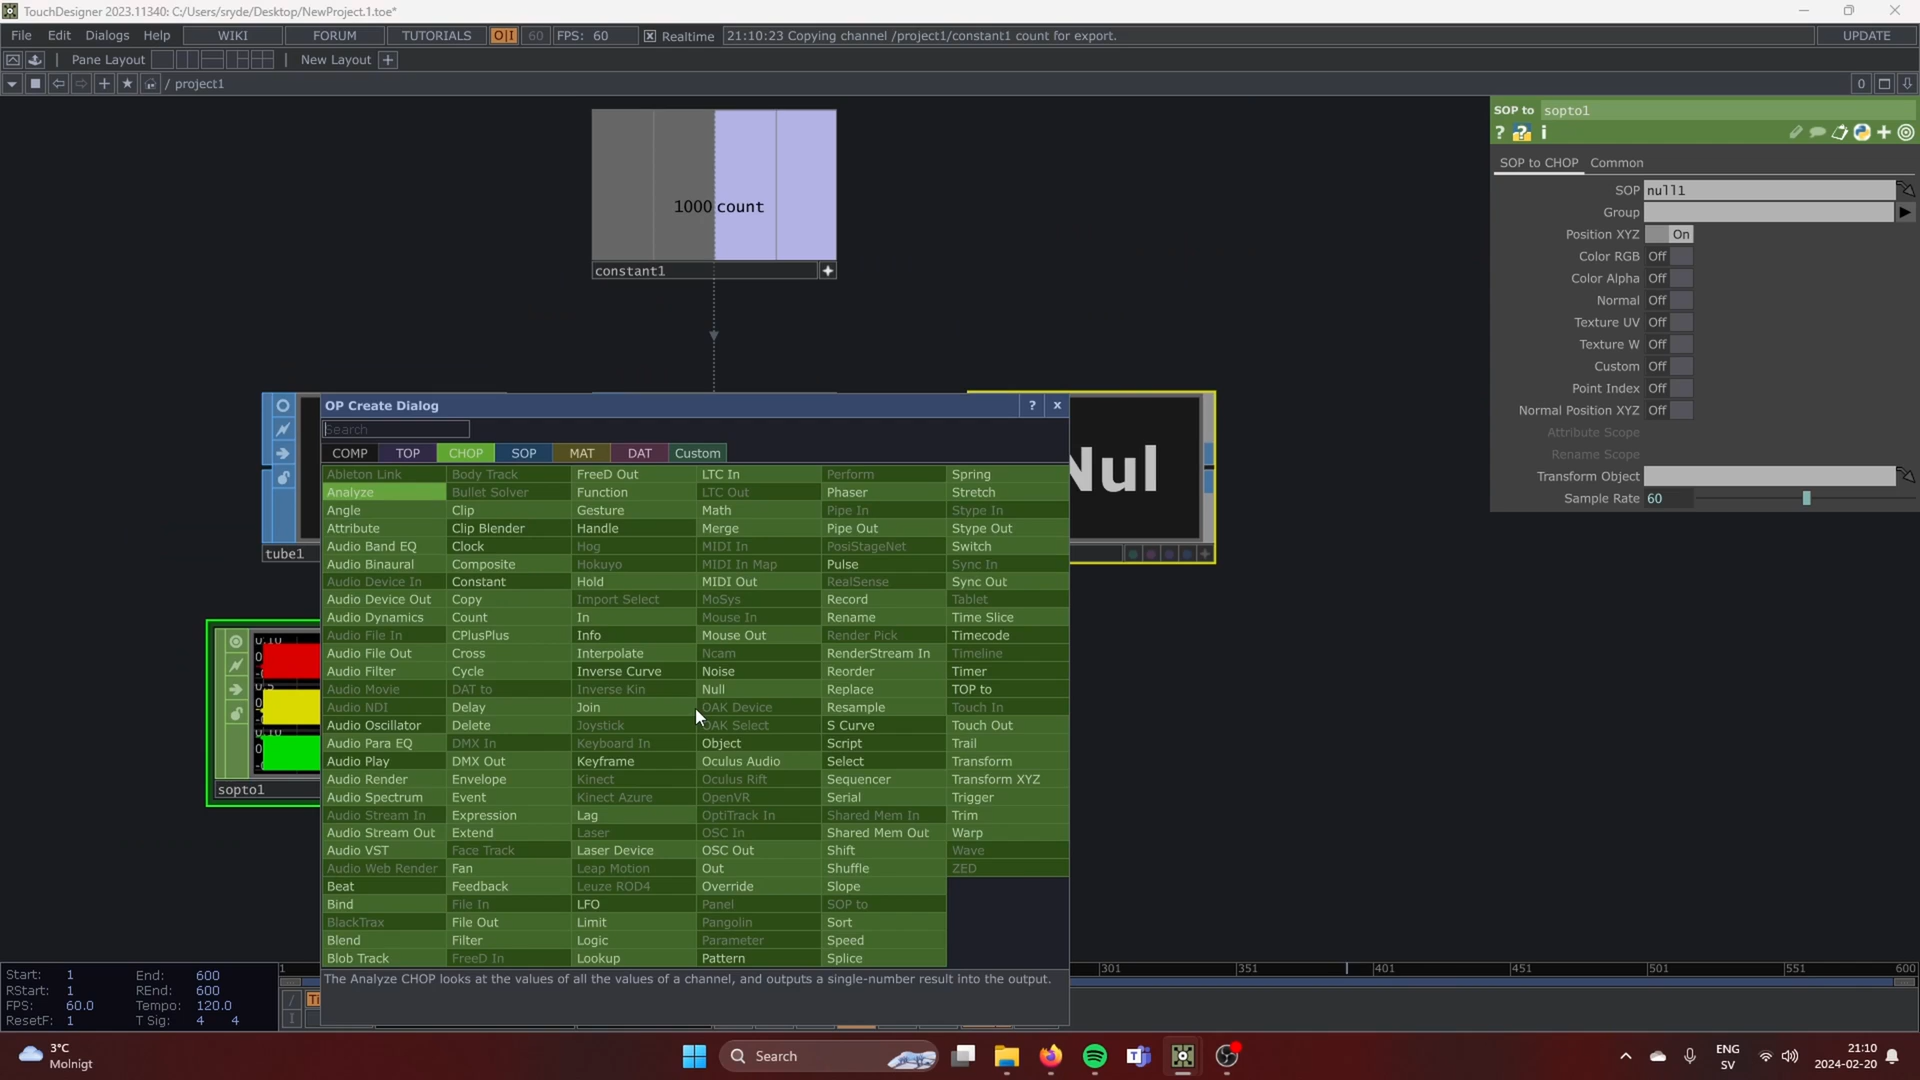 TouchDesigner 2023.11340: C:/Users/sryde/Desktop/NewProject.1.toe*
File Edit Dialogs Help WIKI FORUM TUTORIALS O|I 60 FPS: 60 Realtime 21:10:23 Copying channel /project1/constant1 count for export. UPDATE
Pane Layout New Layout +
/ project1 0
SOP to sopto1
? ? i
SOP to CHOP Common
SOP null1
Group
Position XYZ On
Color RGB Off
Color Alpha Off
Normal Off
Texture UV Off
Texture W Off
Custom Off
Point Index Off
Normal Position XYZ Off
Attribute Scope
Rename Scope
Transform Object
Sample Rate 60
1000 count
constant1
tube1
Nul
sopto1
OP Create Dialog ? x
Search
COMP TOP CHOP SOP MAT DAT Custom
Ableton Link Body Track FreeD Out LTC In Perform Spring
Analyze Bullet Solver Function LTC Out Phaser Stretch
Angle Clip Gesture Math Pipe In Stype In
Attribute Clip Blender Handle Merge Pipe Out Stype Out
Audio Band EQ Clock Hog MIDI In PosiStageNet Switch
Audio Binaural Composite Hokuyo MIDI In Map Pulse Sync In
Audio Device In Constant Hold MIDI Out RealSense Sync Out
Audio Device Out Copy Import Select MoSys Record Tablet
Audio Dynamics Count In Mouse In Rename Time Slice
Audio File In CPlusPlus Info Mouse Out Render Pick Timecode
Audio File Out Cross Interpolate Ncam RenderStream In Timeline
Audio Filter Cycle Inverse Curve Noise Reorder Timer
Audio Movie DAT to Inverse Kin Null Replace TOP to
Audio NDI Delay Join OAK Device Resample Touch In
Audio Oscillator Delete Joystick OAK Select S Curve Touch Out
Audio Para EQ DMX In Keyboard In Object Script Trail
Audio Play DMX Out Keyframe Oculus Audio Select Transform
Audio Render Envelope Kinect Oculus Rift Sequencer Transform XYZ
Audio Spectrum Event Kinect Azure OpenVR Serial Trigger
Audio Stream In Expression Lag OptiTrack In Shared Mem In Trim
Audio Stream Out Extend Laser OSC In Shared Mem Out Warp
Audio VST Face Track Laser Device OSC Out Shift Wave
Audio Web Render Fan Leap Motion Out Shuffle ZED
Beat Feedback Leuze ROD4 Override Slope
Bind File In LFO Panel SOP to
BlackTrax File Out Limit Pangolin Sort
Blend Filter Logic Parameter Speed
Blob Track FreeD In Lookup Pattern Splice
The Analyze CHOP looks at the values of all the values of a channel, and outputs a single-number result into the output.
Start: 1 End: 600
RStart: 1 REnd: 600
FPS: 60.0 Tempo: 120.0
ResetF: 1 T Sig: 4 4
1 301 351 401 451 501 551 600
3°C
Molnigt
Search
ENG
SV
21:10
2024-02-20